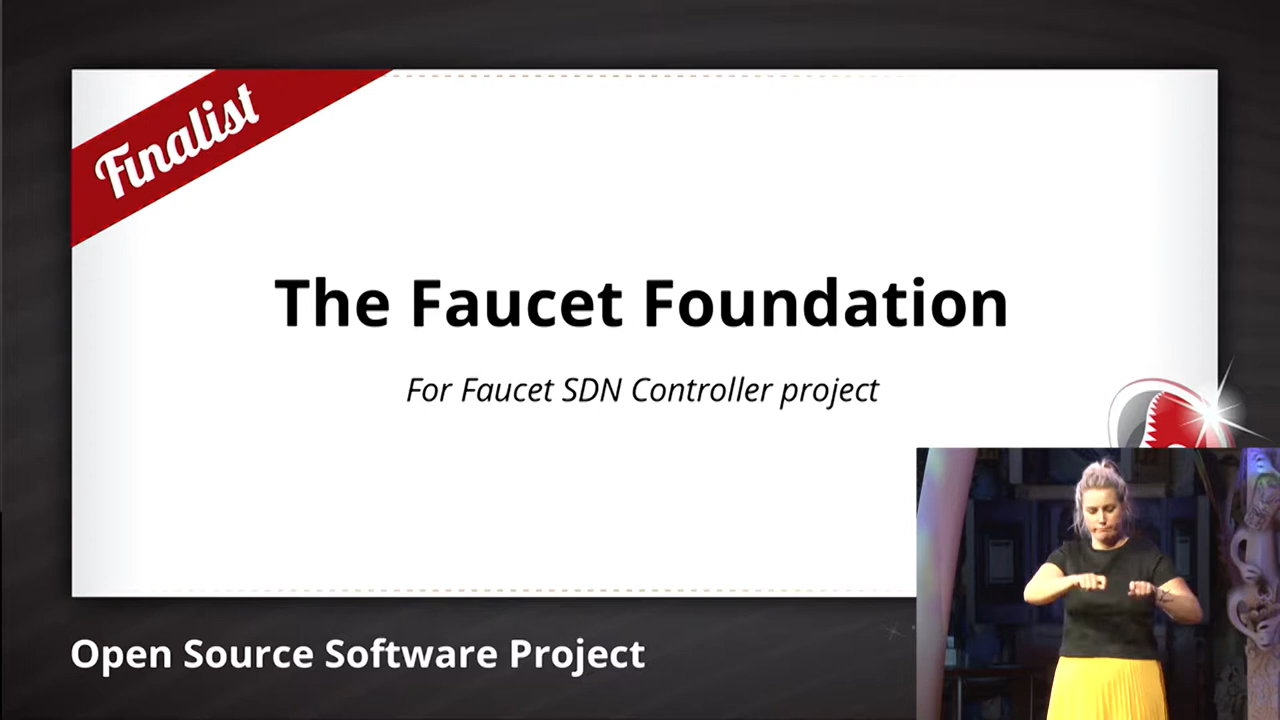 Finalist
The Faucet Foundation
For Faucet SDN Controller project
Open Source Software Project